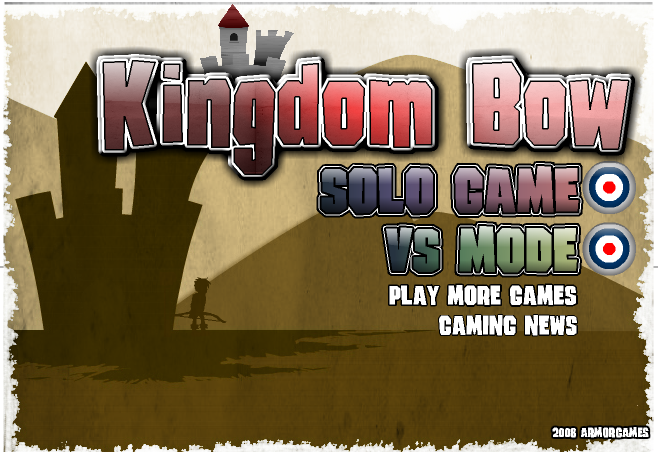 Kingdom Bow
SOLO GAME
VS MODE
PLAY MORE GAMES
GAMING NEWS
2008 ARMORGAMES